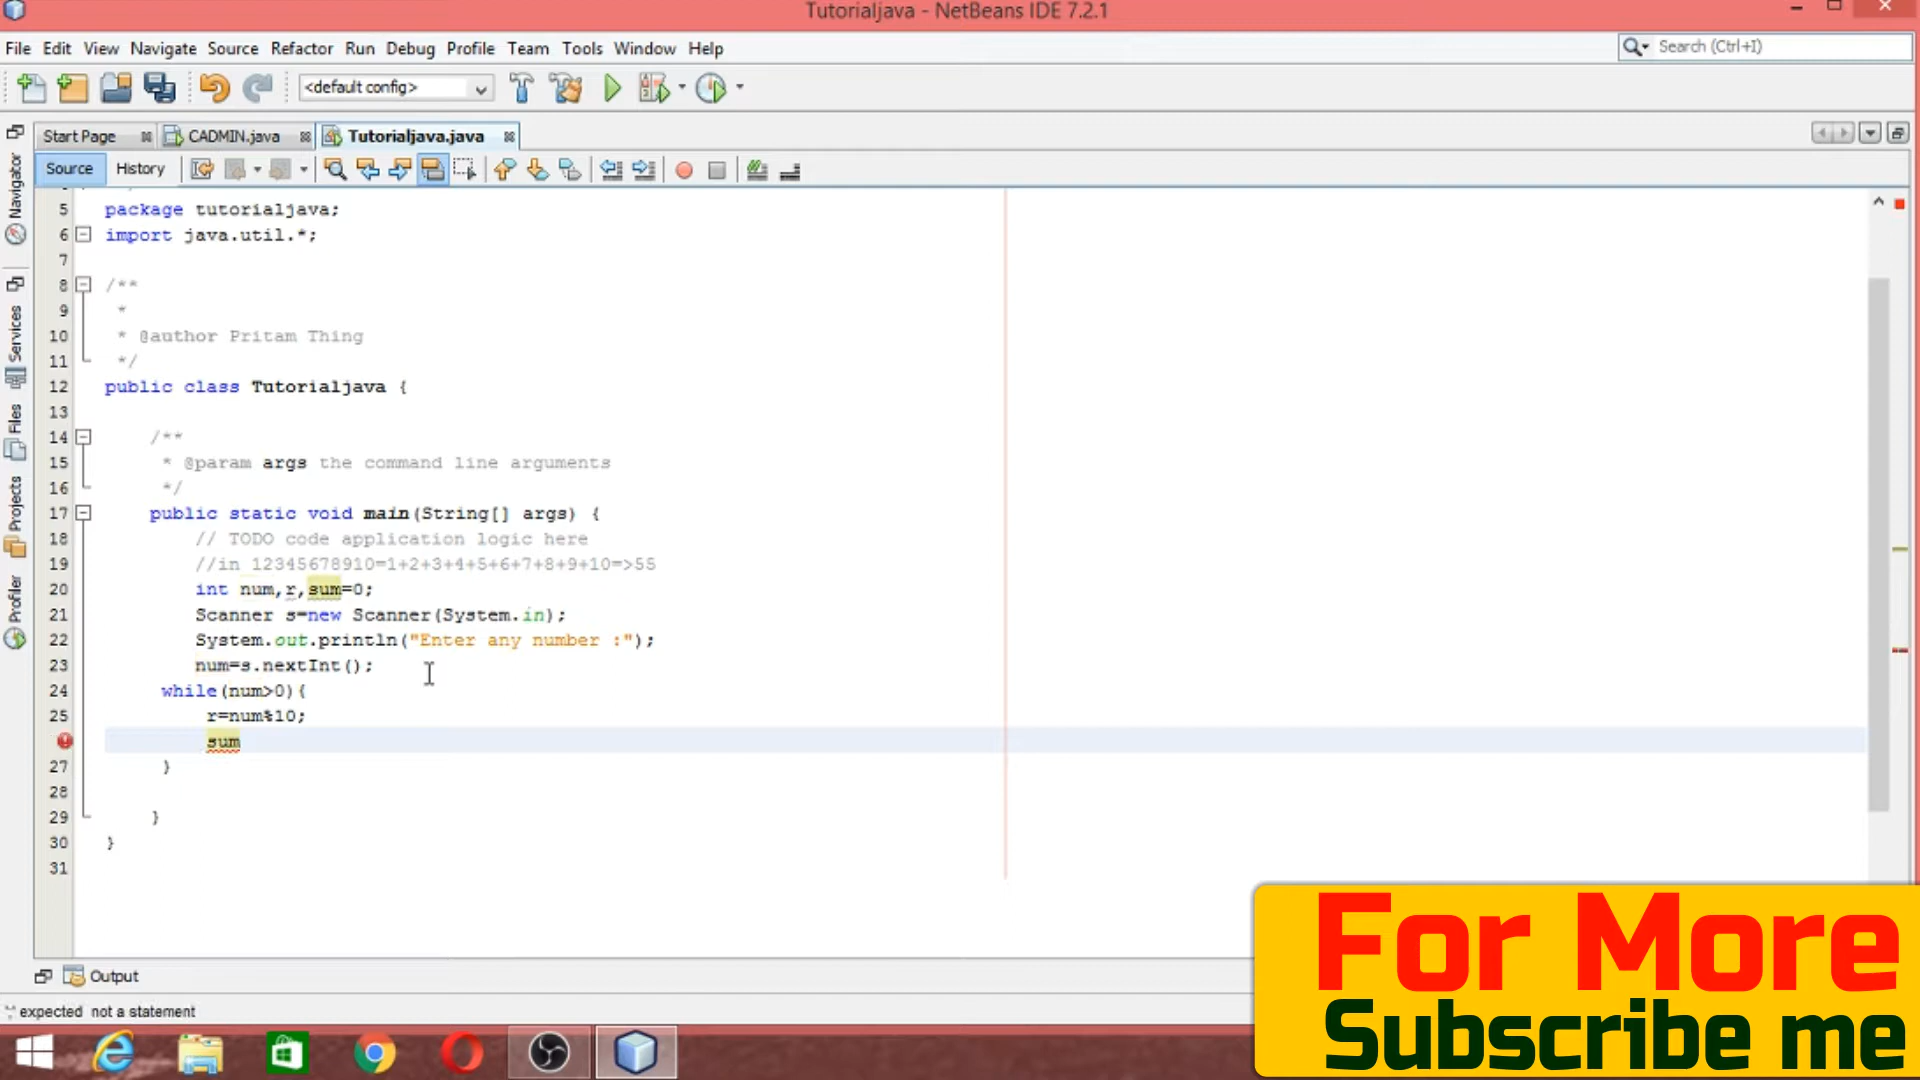 Tutorialjava - NetBeans IDE 7.2.1
File Edit View Navigate Source Refactor Run Debug Profile Team Tools Window Help
Search (Ctrl+I)
<default config>
Start Page CADMIN.java Tutorialjava.java
Source History
Navigator
Services
Files
Projects
Profiler
5 package tutorialjava;
6 import java.util.*;
7
8 /**
9 *
10 * @author Pritam Thing
11 */
12 public class Tutorialjava {
13
14 /**
15 * @param args the command line arguments
16 */
17 public static void main(String[] args) {
18 // TODO code application logic here
19 //in 12345678910=1+2+3+4+5+6+7+8+9+10=>55
20 int num,r,sum=0;
21 Scanner s=new Scanner(System.in);
22 System.out.println("Enter any number :");
23 num=s.nextInt();
24 while(num>0){
25 r=num%10;
sum
27 }
28
29 }
30 }
31
Output
';' expected not a statement
For More
Subscribe me